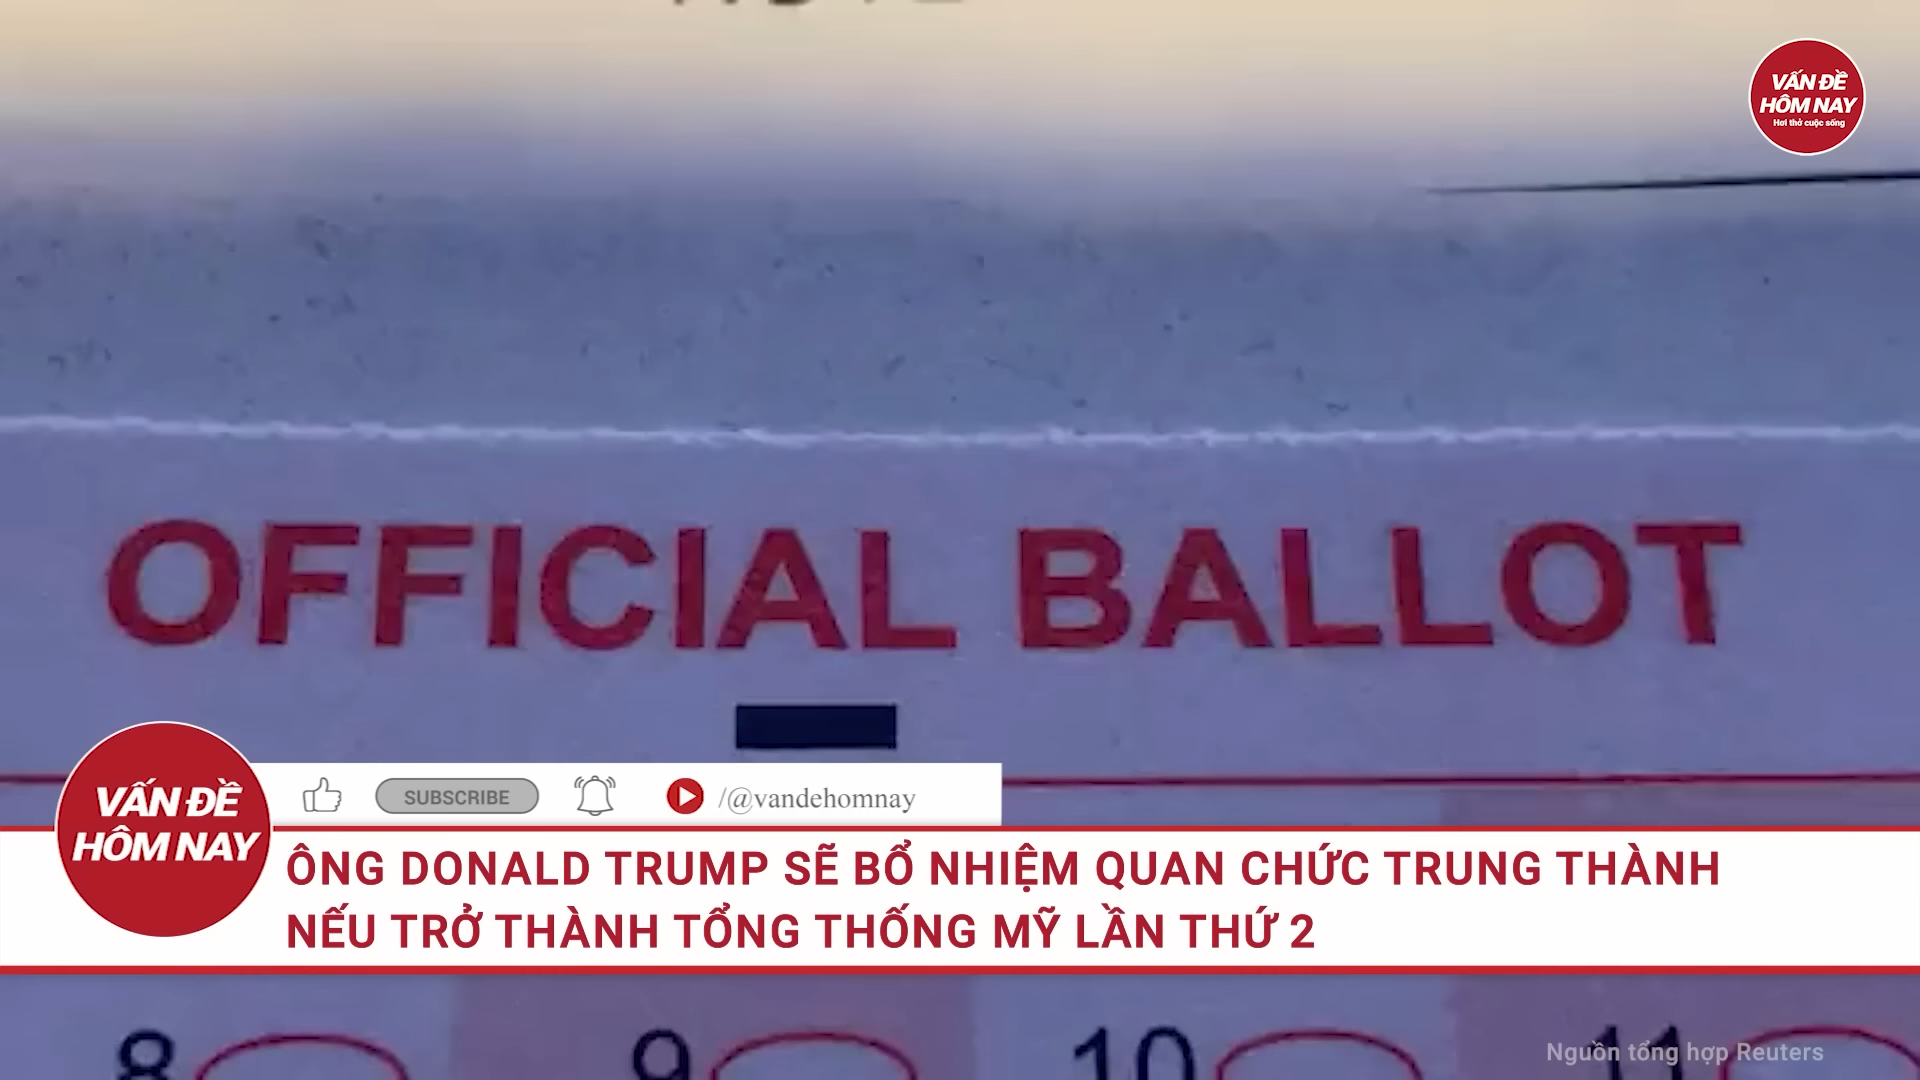 VẤN ĐỀ
HÔM NAY
Hơi thở cuộc sống
OFFICIAL BALLOT
VẤN ĐỀ
HÔM NAY
SUBSCRIBE
/@vandehomnay
ÔNG DONALD TRUMP SẼ BỔ NHIỆM QUAN CHỨC TRUNG THÀNH
NẾU TRỞ THÀNH TỔNG THỐNG MỸ LẦN THỨ 2
8 9 10 11
Nguồn tổng hợp Reuters